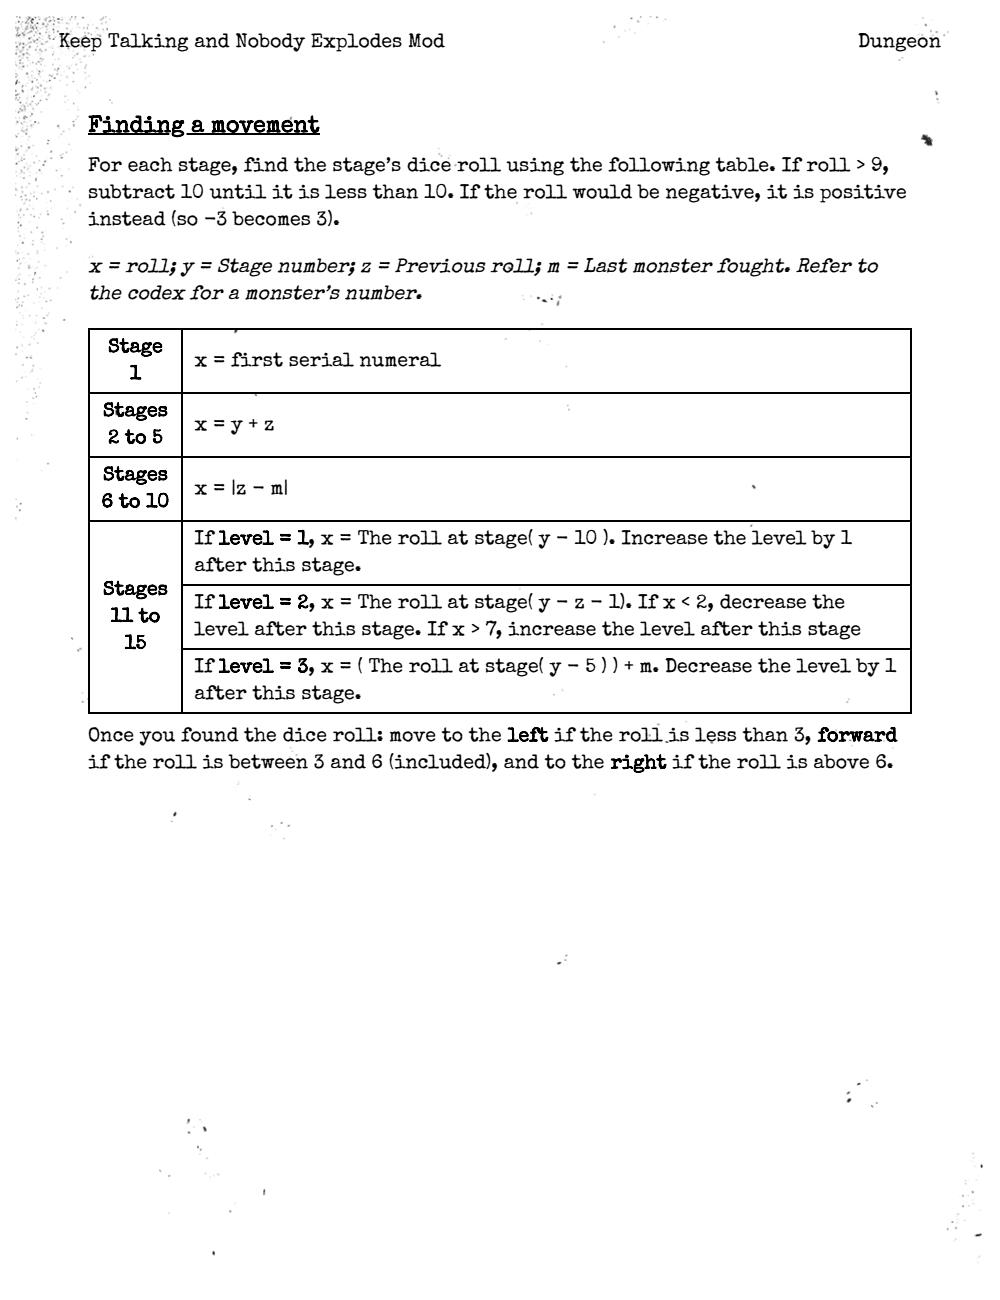 Keep Talking and Nobody Explodes Mod
Dungeon
Finding a movement
For each stage, find the stage's dice roll using the following table. If roll > 9,
subtract 10 until it is less than 10. If the roll would be negative, it is positive
instead (so -3 becomes 3).
x = roll; y = Stage number; z = Previous roll; m = Last monster fought. Refer to
the codex for a monster's number.
Stage
1
x = first serial numeral
Stages
2 to 5
x = y + z
Stages
6 to 10
x = |z - m|
Stages
11 to
15
If level = 1, x = The roll at stage( y - 10 ). Increase the level by 1
after this stage.
If level = 2, x = The roll at stage( y - z - 1). If x < 2, decrease the
level after this stage. If x > 7, increase the level after this stage
If level = 3, x = ( The roll at stage( y - 5 ) ) + m. Decrease the level by 1
after this stage.
Once you found the dice roll: move to the left if the roll is less than 3, forward
if the roll is between 3 and 6 (included), and to the right if the roll is above 6.